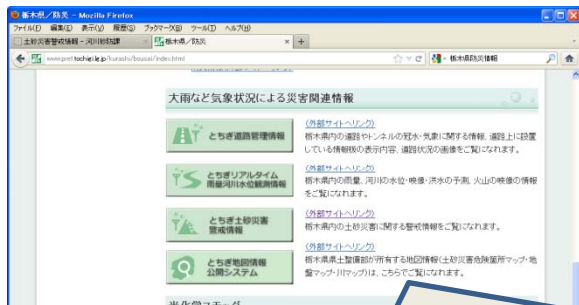 栃木県／防災 - Mozilla Firefox
ファイル(F) 編集(E) 表示(V) 履歴(S) ブックマーク(B) ツール(T) ヘルプ(H)
土砂災害警戒情報 - 河川砂防課 栃木県／防災
www.pref.tochigi.lg.jp/kurashi/bousai/index.html 栃木県防災情報
大雨など気象状況による災害関連情報
とちぎ道路管理情報
(外部サイトへリンク)
栃木県内の道路やトンネルの冠水・気象に関する情報、道路上に設置
している情報板の表示内容、道路状況の画像をご覧になれます。
とちぎリアルタイム
雨量河川水位観測情報
(外部サイトへリンク)
栃木県内の雨量、河川の水位・映像・洪水の予測、火山の映像の情報
をご覧になれます。
とちぎ土砂災害
警戒情報
(外部サイトへリンク)
栃木県内の土砂災害に関する警戒情報をご覧になれます。
とちぎ地図情報
公開システム
(外部サイトへリンク)
栃木県県土整備部が所有する地図情報(土砂災害危険箇所マップ・地
盤マップ・川マップ)は、こちらでご覧になれます。
光化学スモッグ